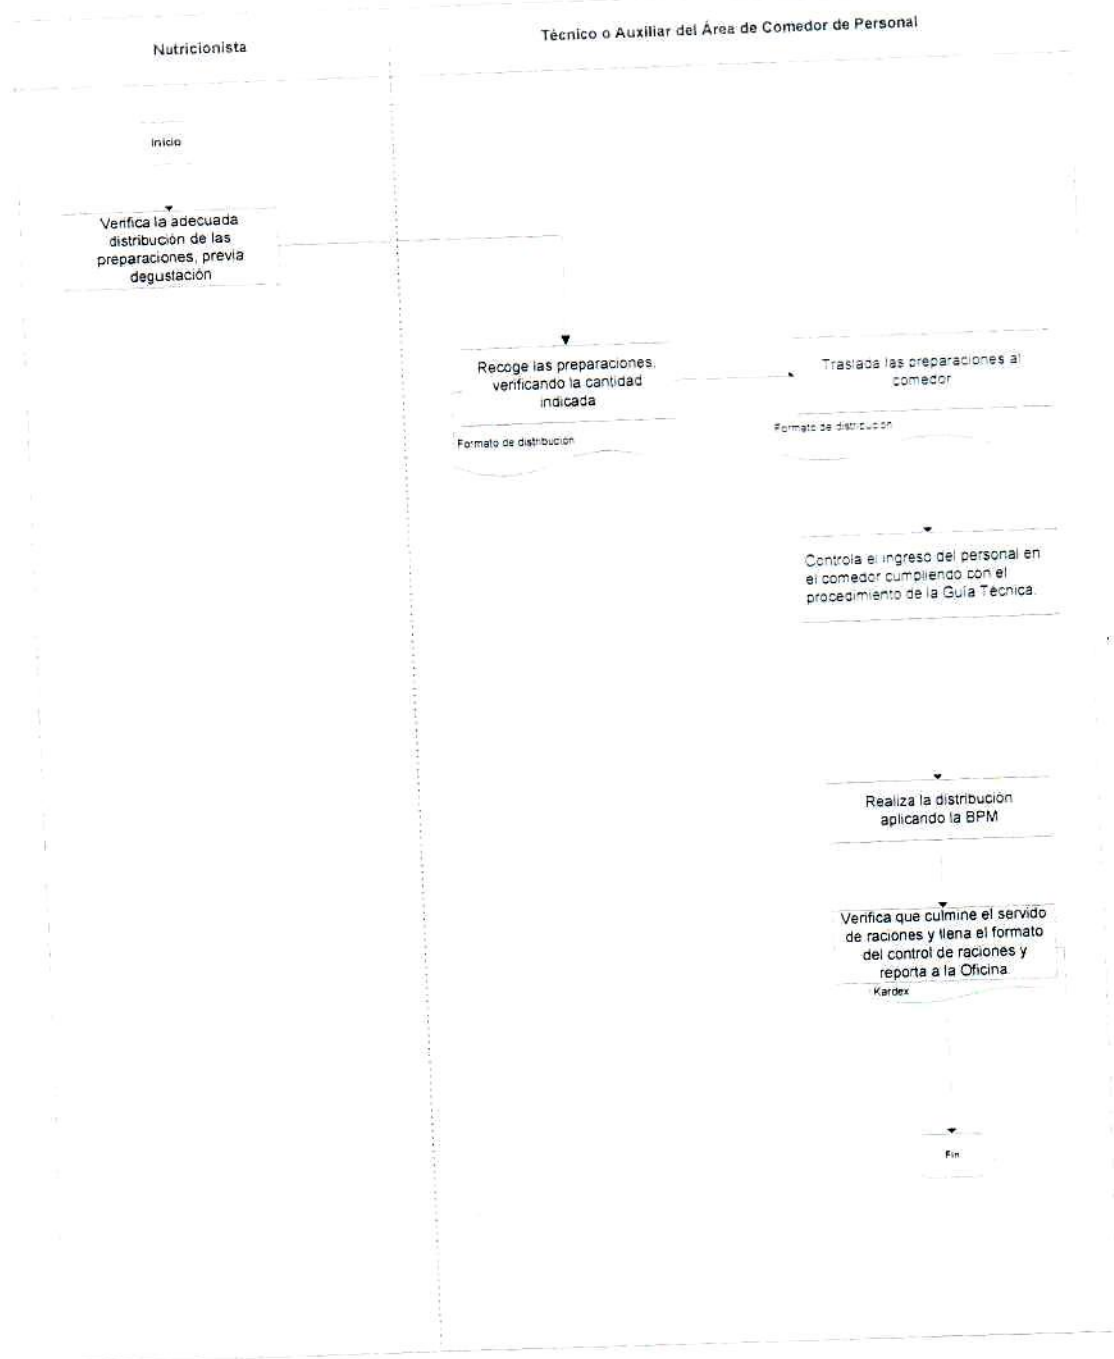 Nutricionista
Técnico o Auxiliar del Área de Comedor de Personal
Inicio
Verifica la adecuada
distribución de las
preparaciones, previa
degustación
Recoge las preparaciones,
verificando la cantidad
indicada
Formato de distribución
Traslada las preparaciones al
comedor
Formato de distribución
Controla el ingreso del personal en
el comedor cumpliendo con el
procedimiento de la Guía Técnica.
Realiza la distribución
aplicando la BPM
Verifica que culmine el servido
de raciones y llena el formato
del control de raciones y
reporta a la Oficina.
Kardex
Fin